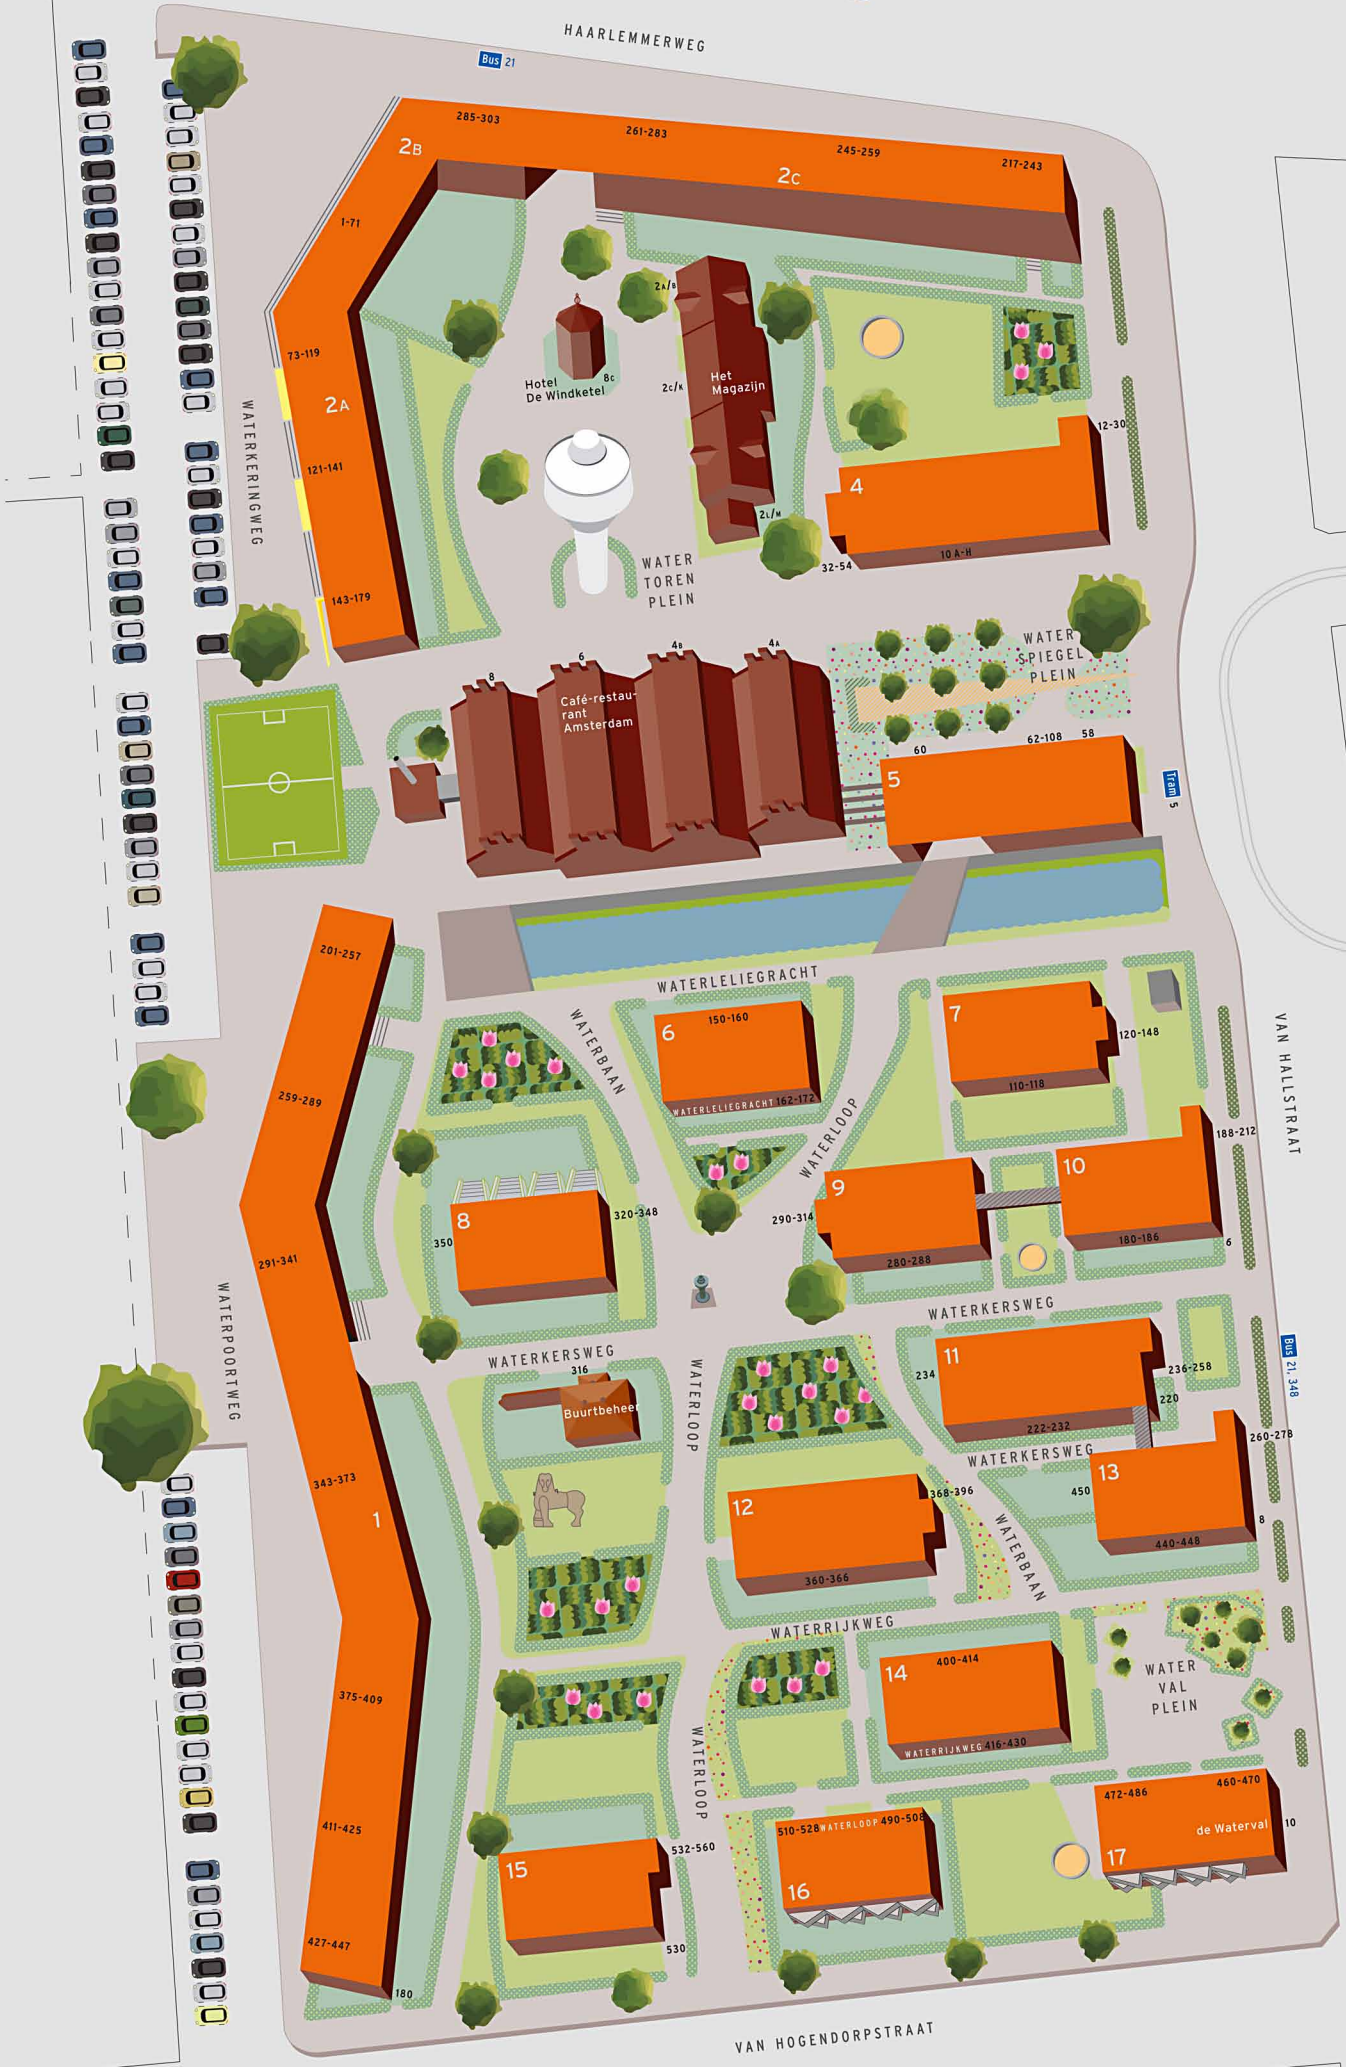 HAARLEMMERWEG
Bus 21
285-303
261-283
245-259
217-243
2B
2C
1-71
2A/B
73-119
Hotel
De Windketel
8C
2C/K
Het
Magazijn
2A
12-30
121-141
4
2L/M
WATERKERINGWEG
10 A-H
32-54
WATER
TOREN
PLEIN
143-179
WATER
SPIEGEL
PLEIN
8
6
4B
4A
Café-restau-
rant
Amsterdam
60
62-108
58
5
Tram 5
201-257
WATERLELIEGRACHT
WATERBAAN
6
150-160
7
120-148
WATERLELIEGRACHT 162-172
110-118
259-289
WATERLOOP
VAN HALLSTRAAT
188-212
10
9
8
320-348
350
290-314
280-288
180-186
6
291-341
WATERPOORTWEG
WATERKERSWEG
WATERKERSWEG
316
Buurtbeheer
WATERLOOP
11
234
236-258
220
222-232
Bus 21, 348
WATERKERSWEG
260-278
13
450
8
440-448
343-373
1
12
368-396
360-366
WATERBAAN
WATERRIJKWEG
14
400-414
WATERRIJKWEG 416-430
WATER
VAL
PLEIN
375-409
WATERLOOP
472-486
460-470
de Waterval
10
17
411-425
510-528 WATERLOOP 490-508
16
15
532-560
530
427-447
180
VAN HOGENDORPSTRAAT